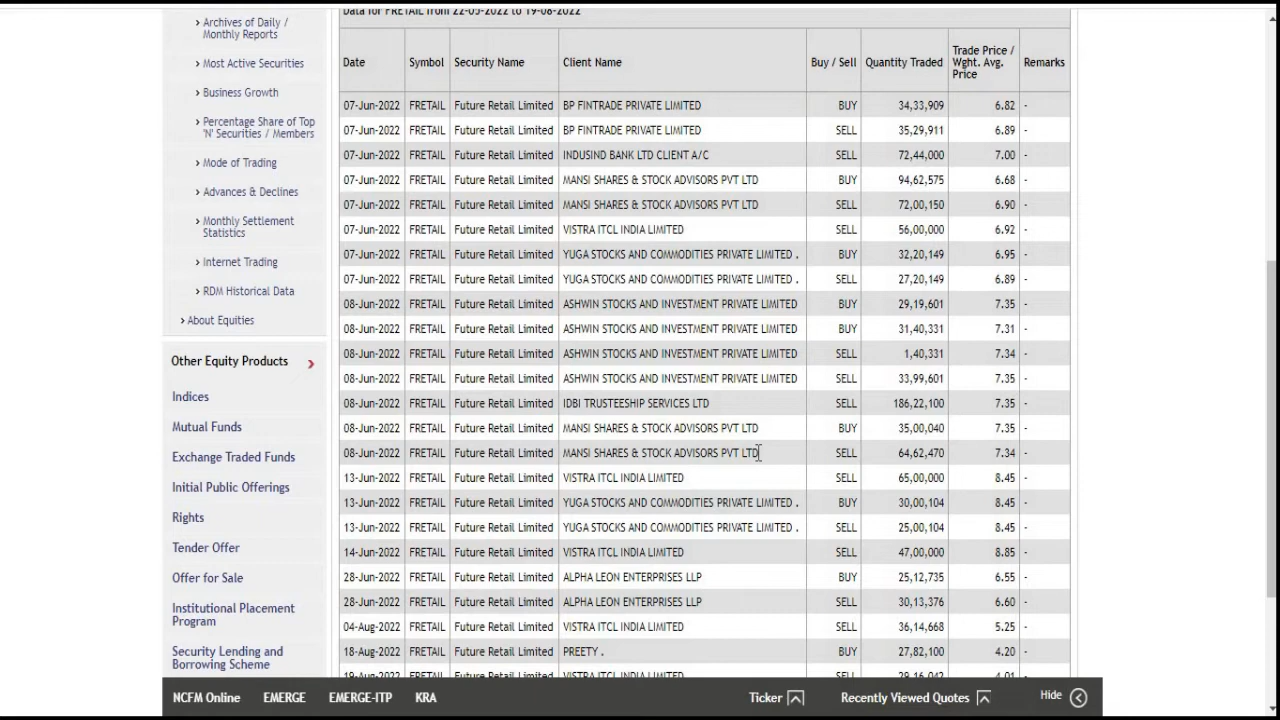 Archives of Daily /
Monthly Reports
Most Active Securities
Business Growth
Percentage Share of Top
'N' Securities / Members
Mode of Trading
Advances & Declines
Monthly Settlement
Statistics
Internet Trading
RDM Historical Data
About Equities
Other Equity Products
Indices
Mutual Funds
Exchange Traded Funds
Initial Public Offerings
Rights
Tender Offer
Offer for Sale
Institutional Placement
Program
Security Lending and
Borrowing Scheme
Data for FRETAIL from 22-05-2022 to 19-08-2022
Date Symbol Security Name Client Name Buy / Sell Quantity Traded Trade Price / Wght. Avg. Price Remarks
07-Jun-2022 FRETAIL Future Retail Limited BP FINTRADE PRIVATE LIMITED BUY 34,33,909 6.82 -
07-Jun-2022 FRETAIL Future Retail Limited BP FINTRADE PRIVATE LIMITED SELL 35,29,911 6.89 -
07-Jun-2022 FRETAIL Future Retail Limited INDUSIND BANK LTD CLIENT A/C SELL 72,44,000 7.00 -
07-Jun-2022 FRETAIL Future Retail Limited MANSI SHARES & STOCK ADVISORS PVT LTD BUY 94,62,575 6.68 -
07-Jun-2022 FRETAIL Future Retail Limited MANSI SHARES & STOCK ADVISORS PVT LTD SELL 72,00,150 6.90 -
07-Jun-2022 FRETAIL Future Retail Limited VISTRA ITCL INDIA LIMITED SELL 56,00,000 6.92 -
07-Jun-2022 FRETAIL Future Retail Limited YUGA STOCKS AND COMMODITIES PRIVATE LIMITED . BUY 32,20,149 6.95 -
07-Jun-2022 FRETAIL Future Retail Limited YUGA STOCKS AND COMMODITIES PRIVATE LIMITED . SELL 27,20,149 6.89 -
08-Jun-2022 FRETAIL Future Retail Limited ASHWIN STOCKS AND INVESTMENT PRIVATE LIMITED BUY 29,19,601 7.35 -
08-Jun-2022 FRETAIL Future Retail Limited ASHWIN STOCKS AND INVESTMENT PRIVATE LIMITED BUY 31,40,331 7.31 -
08-Jun-2022 FRETAIL Future Retail Limited ASHWIN STOCKS AND INVESTMENT PRIVATE LIMITED SELL 1,40,331 7.34 -
08-Jun-2022 FRETAIL Future Retail Limited ASHWIN STOCKS AND INVESTMENT PRIVATE LIMITED SELL 33,99,601 7.35 -
08-Jun-2022 FRETAIL Future Retail Limited IDBI TRUSTEESHIP SERVICES LTD SELL 186,22,100 7.35 -
08-Jun-2022 FRETAIL Future Retail Limited MANSI SHARES & STOCK ADVISORS PVT LTD BUY 35,00,040 7.35 -
08-Jun-2022 FRETAIL Future Retail Limited MANSI SHARES & STOCK ADVISORS PVT LTD SELL 64,62,470 7.34 -
13-Jun-2022 FRETAIL Future Retail Limited VISTRA ITCL INDIA LIMITED SELL 65,00,000 8.45 -
13-Jun-2022 FRETAIL Future Retail Limited YUGA STOCKS AND COMMODITIES PRIVATE LIMITED . BUY 30,00,104 8.45 -
13-Jun-2022 FRETAIL Future Retail Limited YUGA STOCKS AND COMMODITIES PRIVATE LIMITED . SELL 25,00,104 8.45 -
14-Jun-2022 FRETAIL Future Retail Limited VISTRA ITCL INDIA LIMITED SELL 47,00,000 8.85 -
28-Jun-2022 FRETAIL Future Retail Limited ALPHA LEON ENTERPRISES LLP BUY 25,12,735 6.55 -
28-Jun-2022 FRETAIL Future Retail Limited ALPHA LEON ENTERPRISES LLP SELL 30,13,376 6.60 -
04-Aug-2022 FRETAIL Future Retail Limited VISTRA ITCL INDIA LIMITED SELL 36,14,668 5.25 -
18-Aug-2022 FRETAIL Future Retail Limited PREETY . BUY 27,82,100 4.20 -
19-Aug-2022 FRETAIL Future Retail Limited VISTRA ITCL INDIA LIMITED SELL 29,16,042 4.01 -
NCFM Online EMERGE EMERGE-ITP KRA Ticker Recently Viewed Quotes Hide